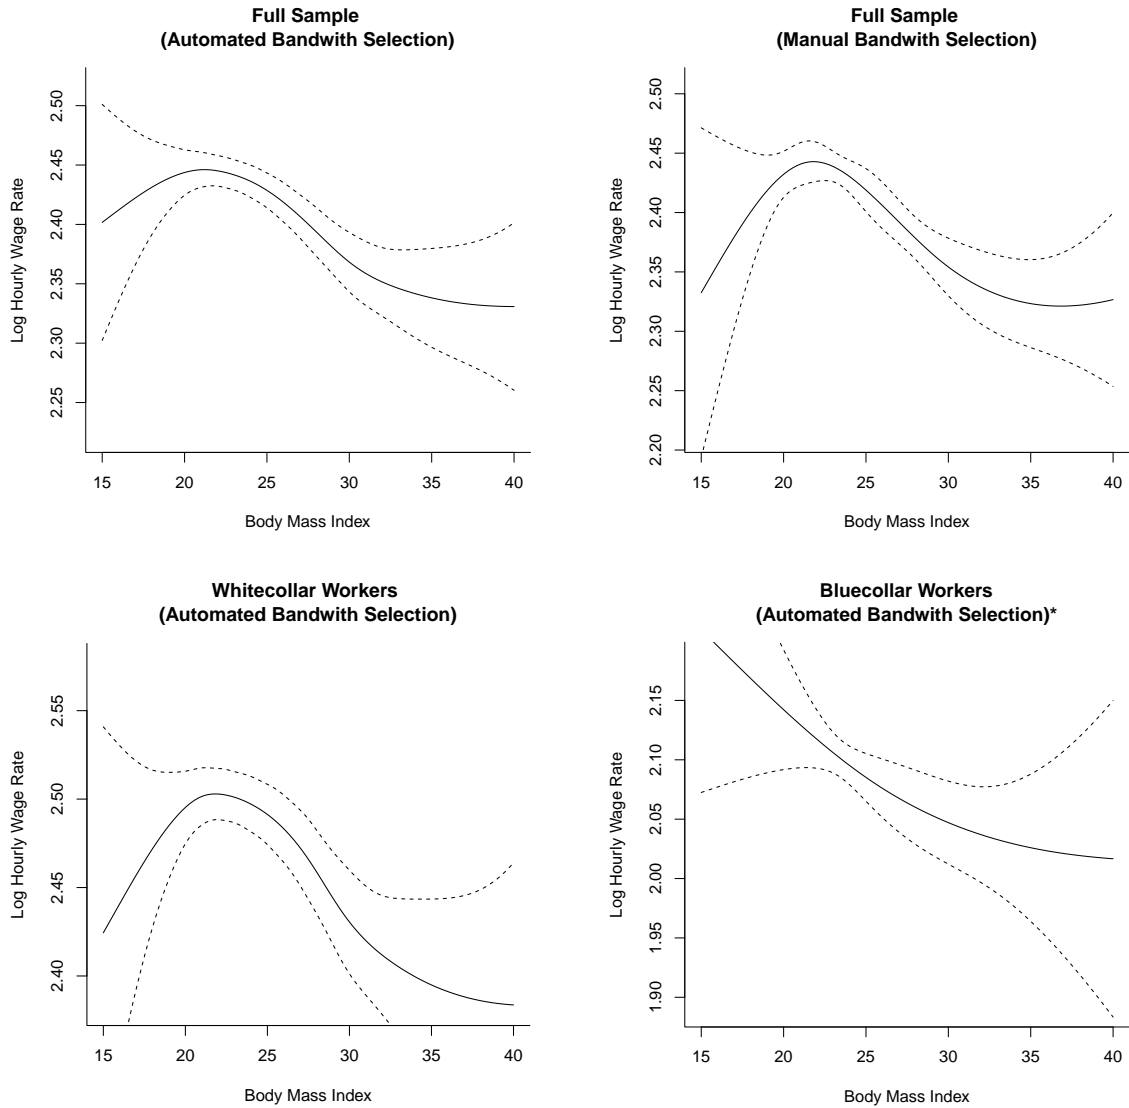 Full Sample
(Automated Bandwith Selection)
Log Hourly Wage Rate
2.50
2.45
2.40
2.35
2.30
2.25
15 20 25 30 35 40
Body Mass Index
Full Sample
(Manual Bandwith Selection)
Log Hourly Wage Rate
2.50
2.45
2.40
2.35
2.30
2.25
2.20
15 20 25 30 35 40
Body Mass Index
Whitecollar Workers
(Automated Bandwith Selection)
Log Hourly Wage Rate
2.55
2.50
2.45
2.40
15 20 25 30 35 40
Body Mass Index
Bluecollar Workers
(Automated Bandwith Selection)*
Log Hourly Wage Rate
2.15
2.10
2.05
2.00
1.95
1.90
15 20 25 30 35 40
Body Mass Index